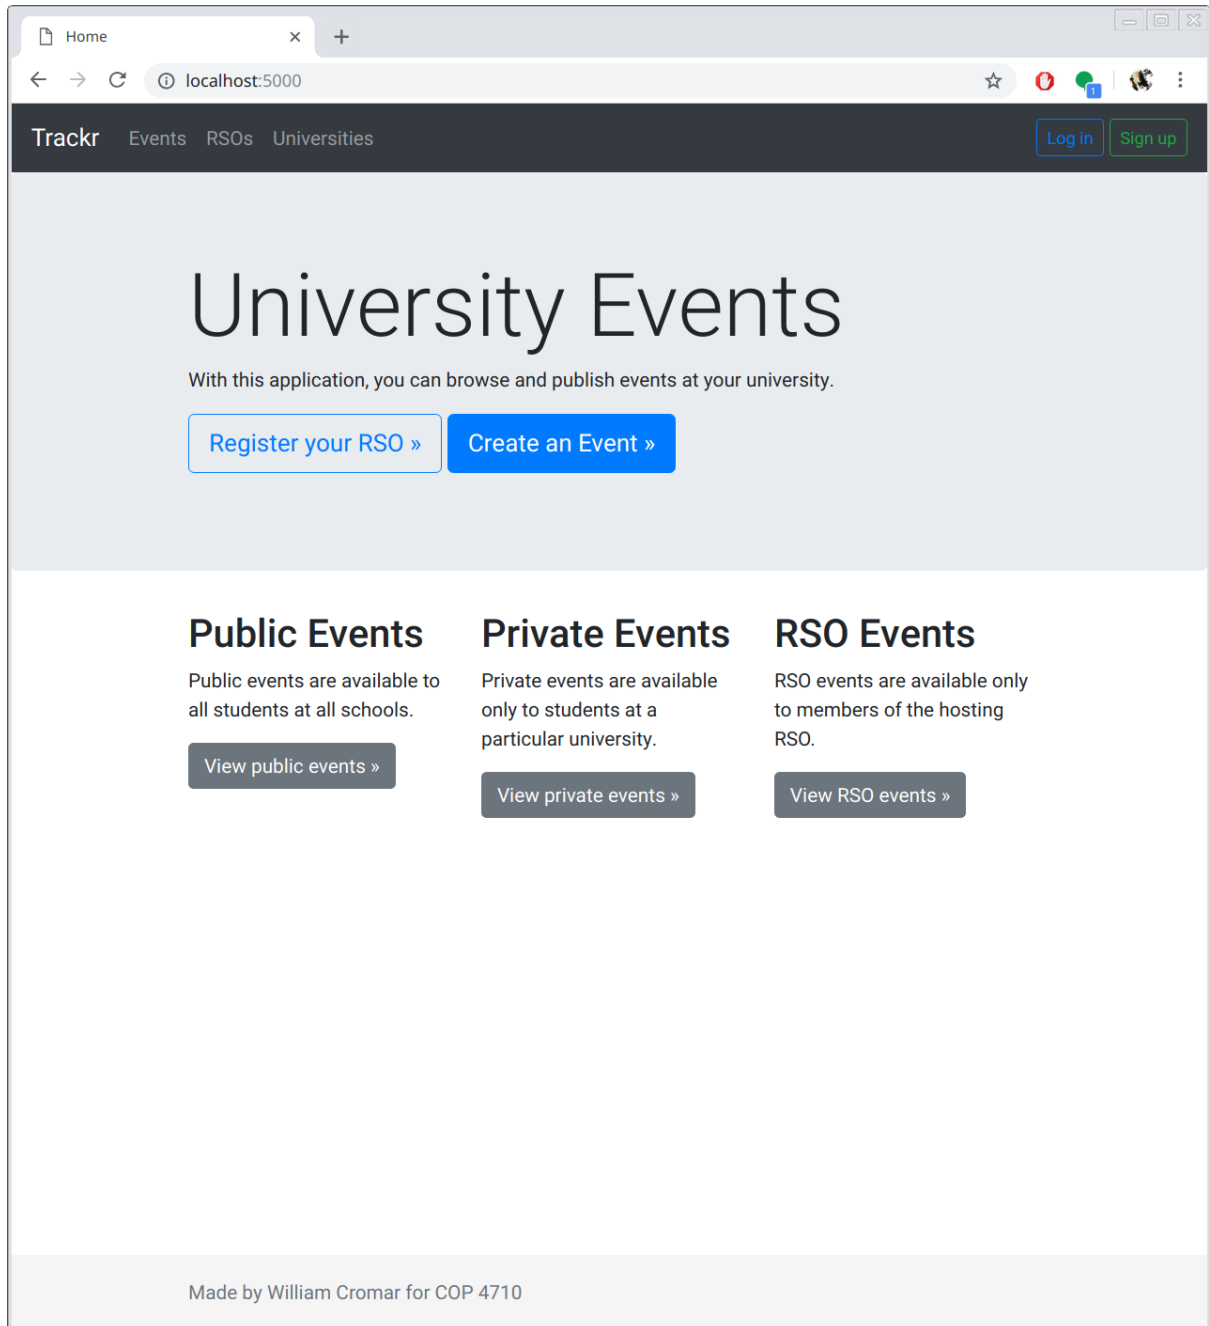 Home
localhost:5000
1
Trackr Events RSOs Universities Log in Sign up
University Events
With this application, you can browse and publish events at your university.
Register your RSO » Create an Event »
Public Events
Public events are available to
all students at all schools.
View public events »
Private Events
Private events are available
only to students at a
particular university.
View private events »
RSO Events
RSO events are available only
to members of the hosting
RSO.
View RSO events »
Made by William Cromar for COP 4710